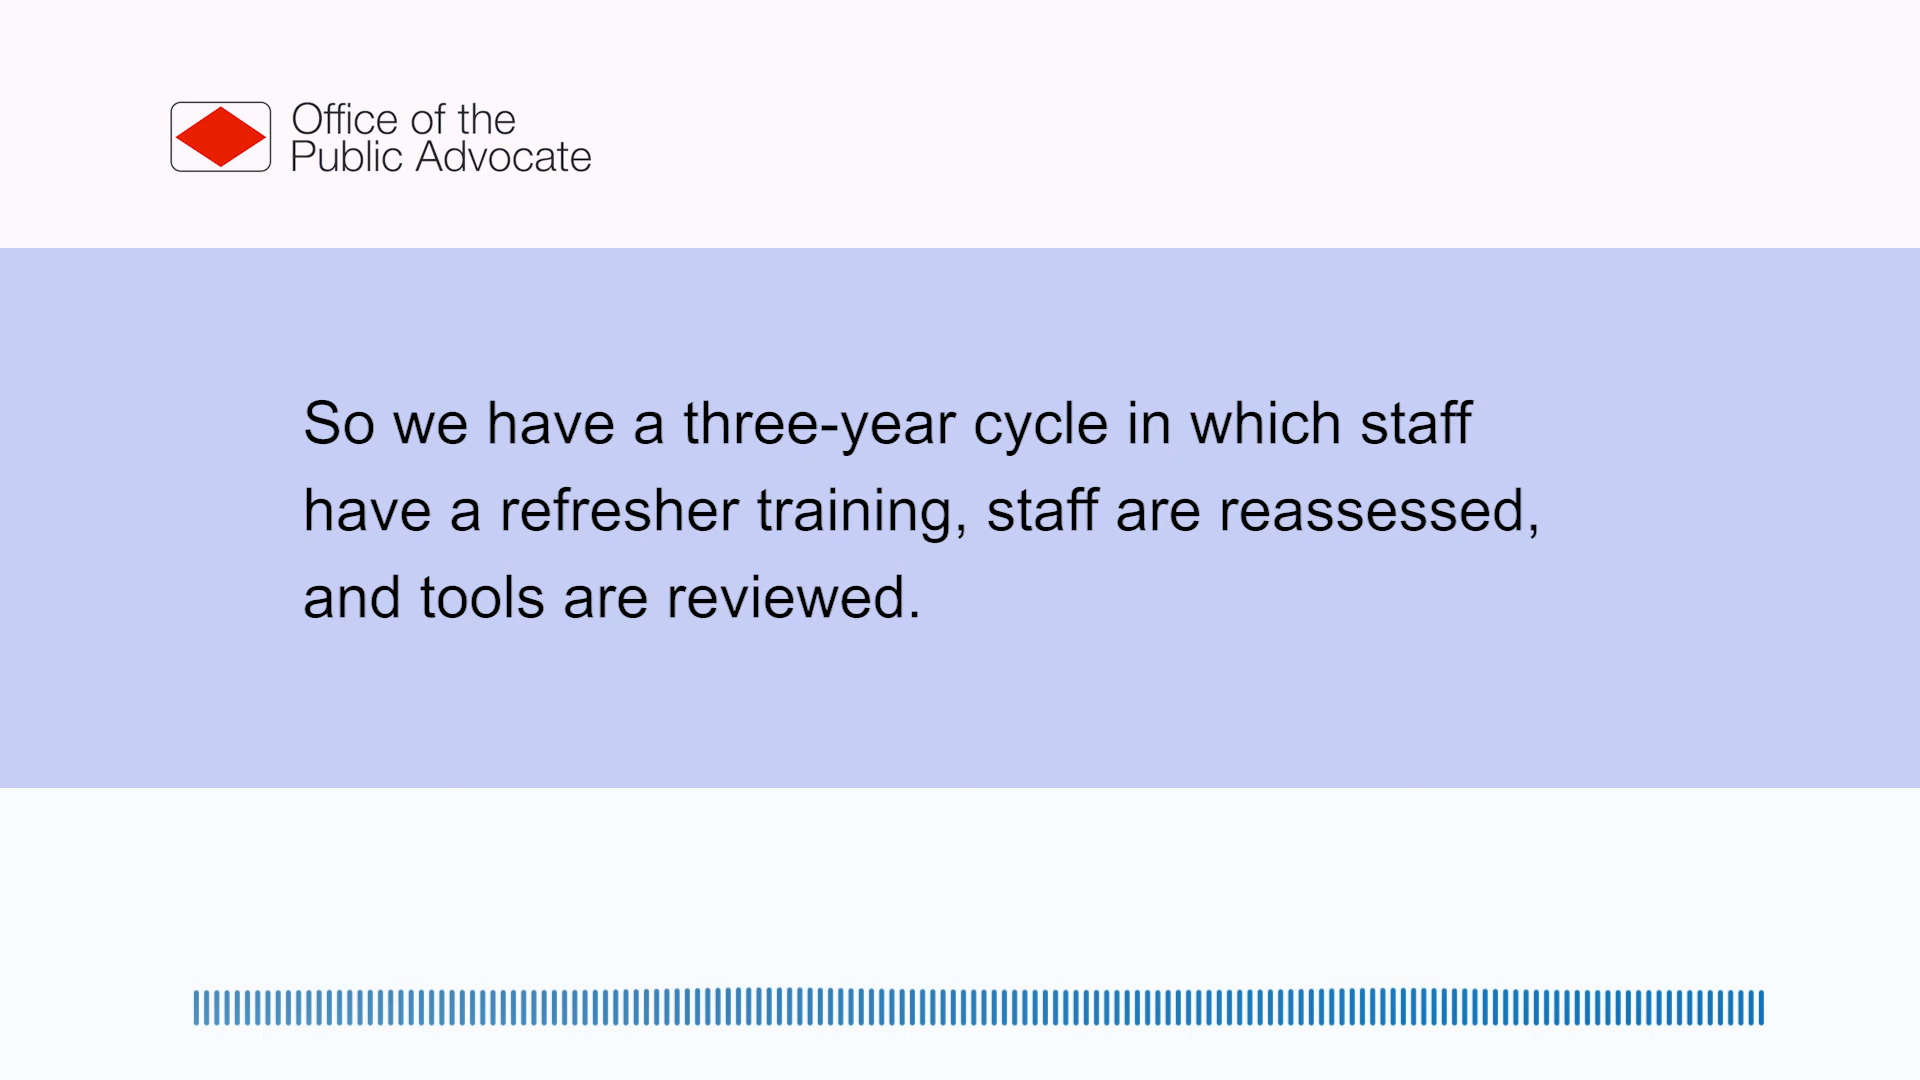 Office of the
Public Advocate
So we have a three-year cycle in which staff
have a refresher training, staff are reassessed,
and tools are reviewed.